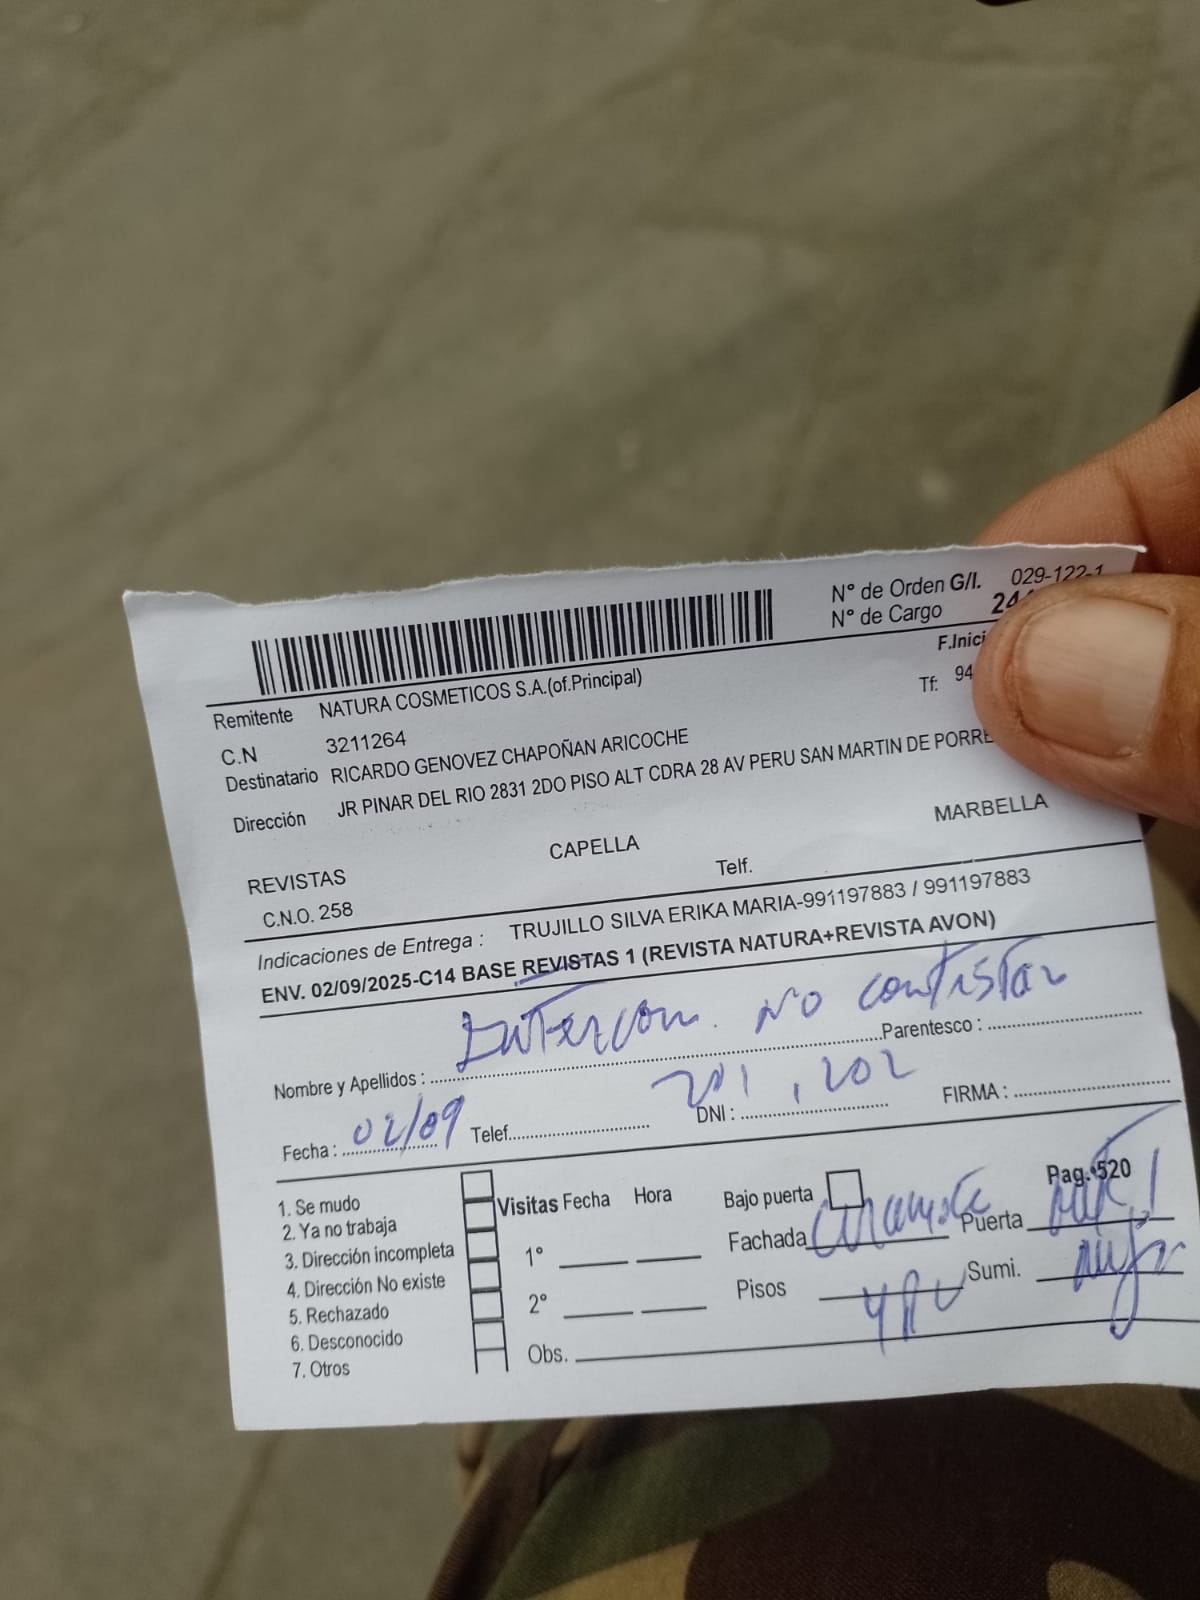 N° de Orden G/I. 029-122-1
N° de Cargo 24
F.Inici
Remitente NATURA COSMETICOS S.A.(of.Principal)
Tf: 94
C.N 3211264
Destinatario RICARDO GENOVEZ CHAPOÑAN ARICOCHE
Dirección JR PINAR DEL RIO 2831 2DO PISO ALT CDRA 28 AV PERU SAN MARTIN DE PORRE
REVISTAS CAPELLA MARBELLA
C.N.O. 258 Telf.
Indicaciones de Entrega : TRUJILLO SILVA ERIKA MARIA-991197883 / 991197883
ENV. 02/09/2025-C14 BASE REVISTAS 1 (REVISTA NATURA+REVISTA AVON)
Intercom. No contestan
Nombre y Apellidos : Parentesco :
201, 202
Fecha : 02/09 Telef. DNI : FIRMA :
1. Se mudo
2. Ya no trabaja
3. Dirección incompleta
4. Dirección No existe
5. Rechazado
6. Desconocido
7. Otros
Visitas Fecha Hora
1°
2°
Obs.
Bajo puerta Pag.:520
Fachada Puerta
Pisos Sumi.